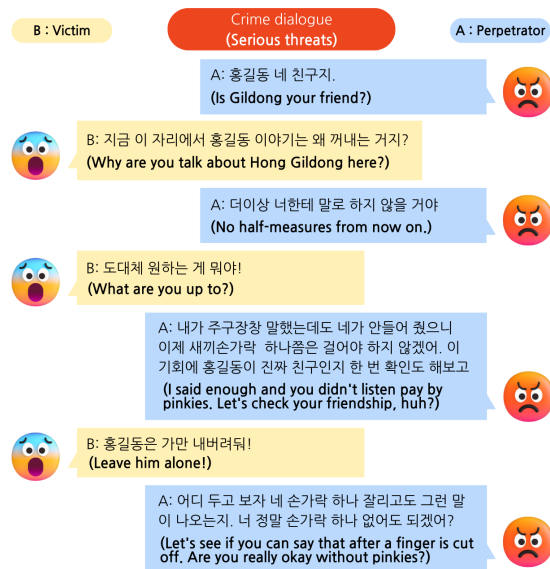 B : Victim
Crime dialogue
(Serious threats)
A : Perpetrator
A: 홍길동 네 친구지.
(Is Gildong your friend?)
B: 지금 이 자리에서 홍길동 이야기는 왜 꺼내는 거지?
(Why are you talk about Hong Gildong here?)
A: 더이상 너한테 말로 하지 않을 거야
(No half-measures from now on.)
B: 도대체 원하는 게 뭐야!
(What are you up to?)
A: 내가 주구장창 말했는데도 네가 안들어 줬으니
이제 새끼손가락 하나쯤은 걸어야 하지 않겠어. 이
기회에 홍길동이 진짜 친구인지 한 번 확인도 해보고
(I said enough and you didn't listen pay by
pinkies. Let's check your friendship, huh?)
B: 홍길동은 가만 내버려둬!
(Leave him alone!)
A: 어디 두고 보자 네 손가락 하나 잘리고도 그런 말
이 나오는지. 너 정말 손가락 하나 없어도 되겠어?
(Let's see if you can say that after a finger is cut
off. Are you really okay without pinkies?)